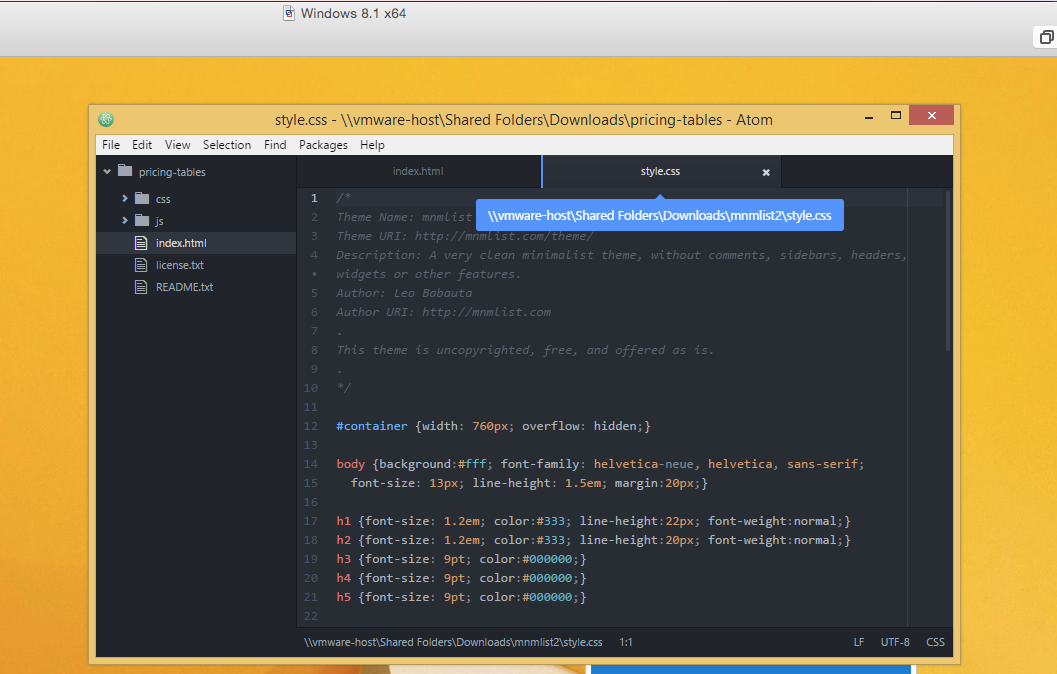 Windows 8.1 x64
style.css - \\vmware-host\Shared Folders\Downloads\pricing-tables - Atom
File Edit View Selection Find Packages Help
pricing-tables
css
js
index.html
license.txt
README.txt
index.html
style.css
\\vmware-host\Shared Folders\Downloads\mnmlist2\style.css
1 /*
2 Theme Name: mnmlist
3 Theme URI: http://mnmlist.com/theme/
4 Description: A very clean minimalist theme, without comments, sidebars, headers,
• widgets or other features.
5 Author: Leo Babauta
6 Author URI: http://mnmlist.com
7 .
8 This theme is uncopyrighted, free, and offered as is.
9 .
10 */
11
12 #container {width: 760px; overflow: hidden;}
13
14 body {background:#fff; font-family: helvetica-neue, helvetica, sans-serif;
15 font-size: 13px; line-height: 1.5em; margin:20px;}
16
17 h1 {font-size: 1.2em; color:#333; line-height:22px; font-weight:normal;}
18 h2 {font-size: 1.2em; color:#333; line-height:20px; font-weight:normal;}
19 h3 {font-size: 9pt; color:#000000;}
20 h4 {font-size: 9pt; color:#000000;}
21 h5 {font-size: 9pt; color:#000000;}
22
\\vmware-host\Shared Folders\Downloads\mnmlist2\style.css 1:1 LF UTF-8 CSS